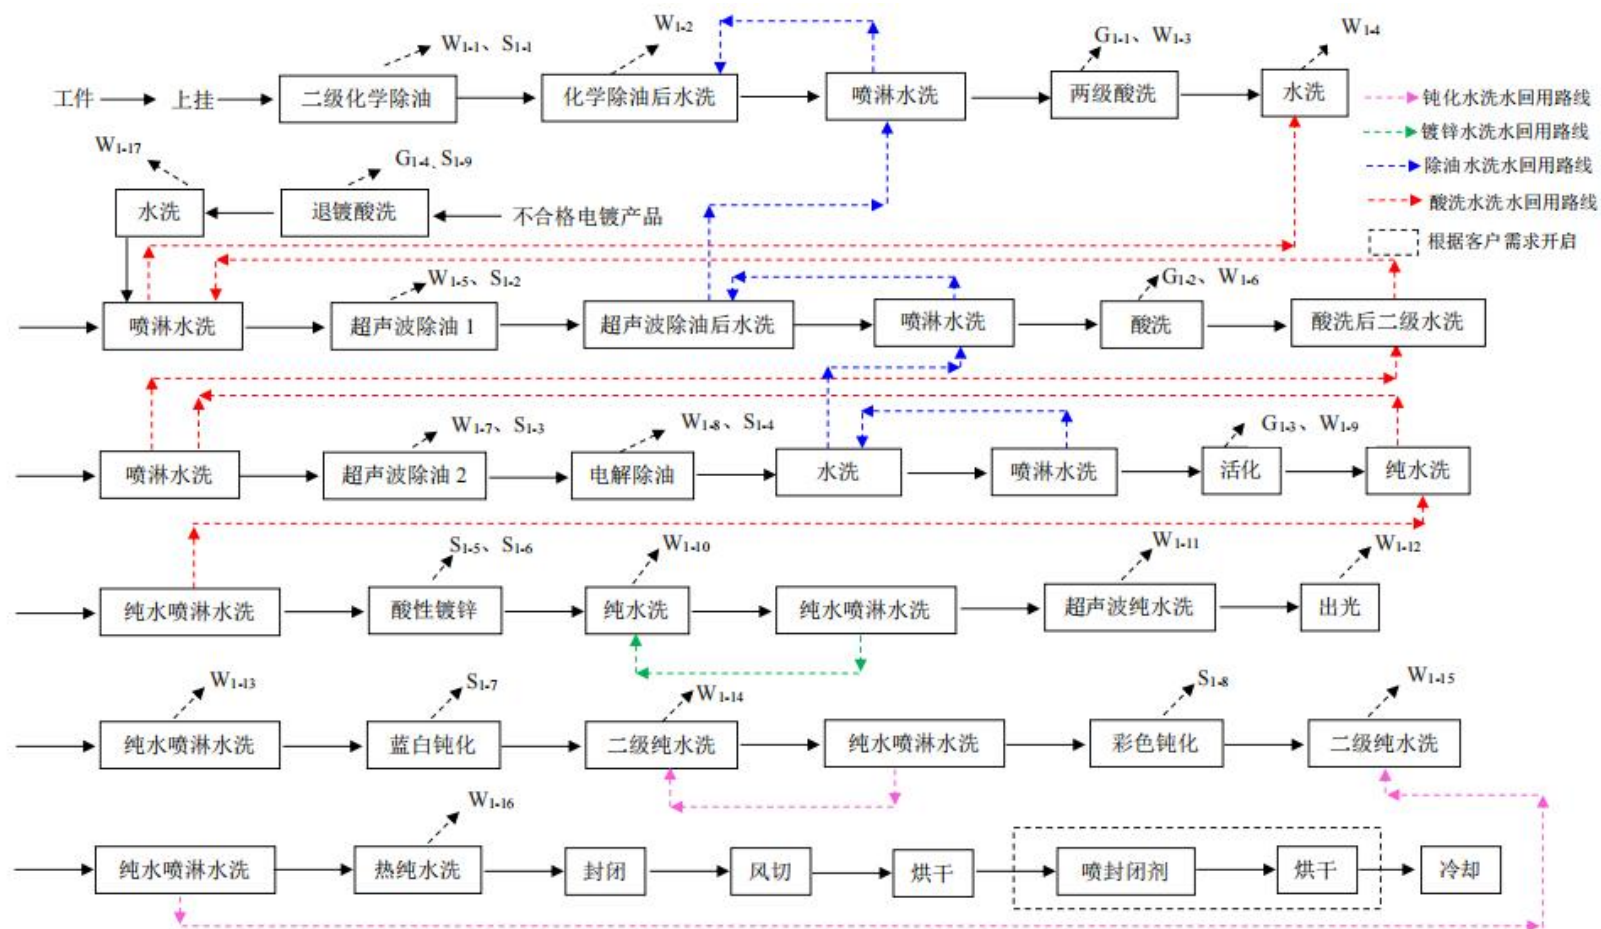 W1-1、S1-1
W1-2
G1-1、W1-3
W1-4
工件
上挂
二级化学除油
化学除油后水洗
喷淋水洗
两级酸洗
水洗
钝化水洗水回用路线
镀锌水洗水回用路线
除油水洗水回用路线
酸洗水洗水回用路线
根据客户需求开启
W1-17
G1-4、S1-9
水洗
退镀酸洗
不合格电镀产品
W1-5、S1-2
G1-2、W1-6
喷淋水洗
超声波除油1
超声波除油后水洗
喷淋水洗
酸洗
酸洗后二级水洗
W1-7、S1-3
W1-8、S1-4
G1-3、W1-9
喷淋水洗
超声波除油2
电解除油
水洗
喷淋水洗
活化
纯水洗
S1-5、S1-6
W1-10
W1-11
W1-12
纯水喷淋水洗
酸性镀锌
纯水洗
纯水喷淋水洗
超声波纯水洗
出光
W1-13
S1-7
W1-14
S1-8
W1-15
纯水喷淋水洗
蓝白钝化
二级纯水洗
纯水喷淋水洗
彩色钝化
二级纯水洗
W1-16
纯水喷淋水洗
热纯水洗
封闭
风切
烘干
喷封闭剂
烘干
冷却